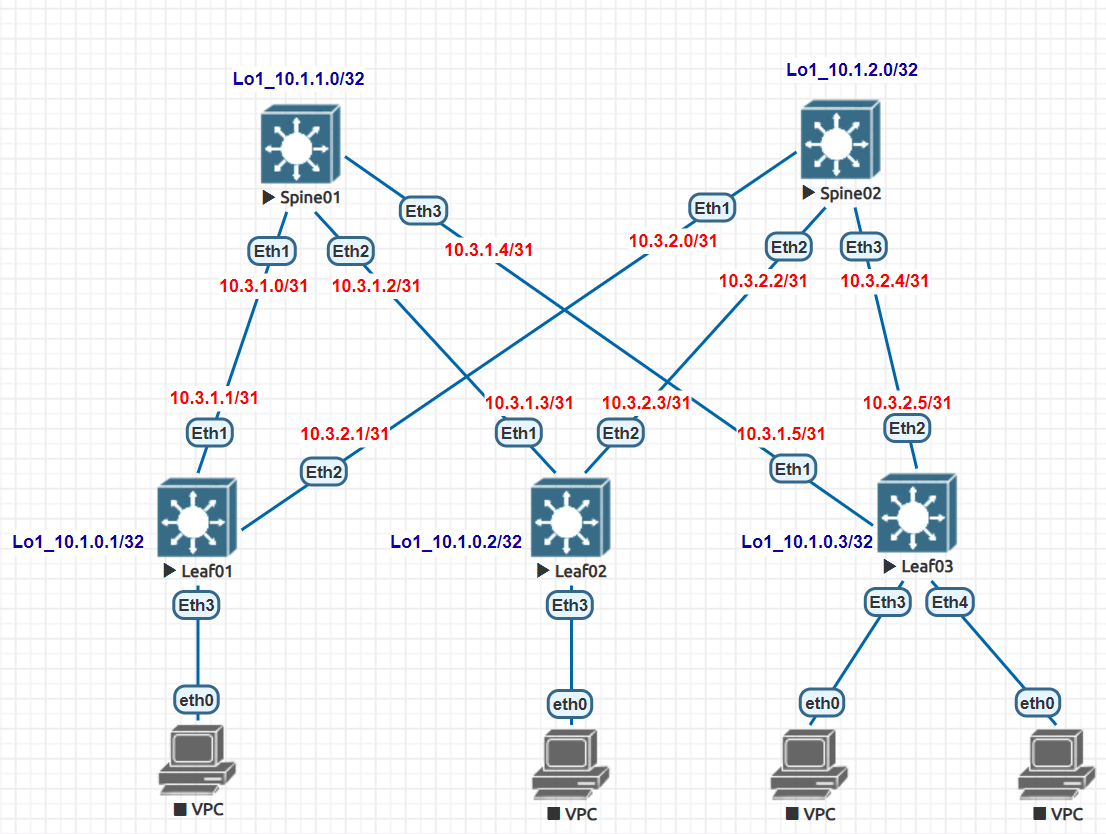 Lo1_10.1.1.0/32
Lo1_10.1.2.0/32
Spine01
Spine02
Eth3
Eth1
Eth1
Eth2
Eth2
Eth3
10.3.1.4/31
10.3.2.0/31
10.3.1.0/31
10.3.1.2/31
10.3.2.2/31
10.3.2.4/31
10.3.1.1/31
10.3.1.3/31
10.3.2.3/31
10.3.2.5/31
Eth1
10.3.2.1/31
Eth1
Eth2
10.3.1.5/31
Eth2
Eth2
Eth1
Lo1_10.1.0.1/32
Lo1_10.1.0.2/32
Lo1_10.1.0.3/32
Leaf01
Leaf02
Leaf03
Eth3
Eth3
Eth3
Eth4
eth0
eth0
eth0
eth0
VPC
VPC
VPC
VPC